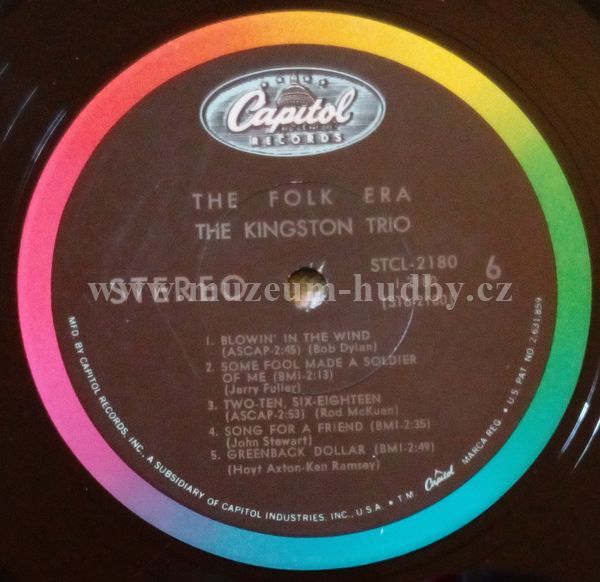 Capitol
RECORDS
THE FOLK ERA
THE KINGSTON TRIO
STEREO
STCL-2180
6
www.muzeum-hudby.cz
1. BLOWIN' IN THE WIND
(ASCAP-2:45) (Bob Dylan)
2. SOME FOOL MADE A SOLDIER
OF ME (BMI-2:13)
(Jerry Fuller)
3. TWO-TEN, SIX-EIGHTEEN
(ASCAP-2:53) (Rod McKuen)
4. SONG FOR A FRIEND (BMI-2:35)
(John Stewart)
5. GREENBACK DOLLAR (BMI-2:49)
(Hoyt Axton-Ken Ramsey)
MFD. BY CAPITOL RECORDS, INC., A SUBSIDIARY OF CAPITOL INDUSTRIES, INC., U.S.A. • T.M. Capitol MARCA REG. • U.S. PAT. NO. 2,631,859